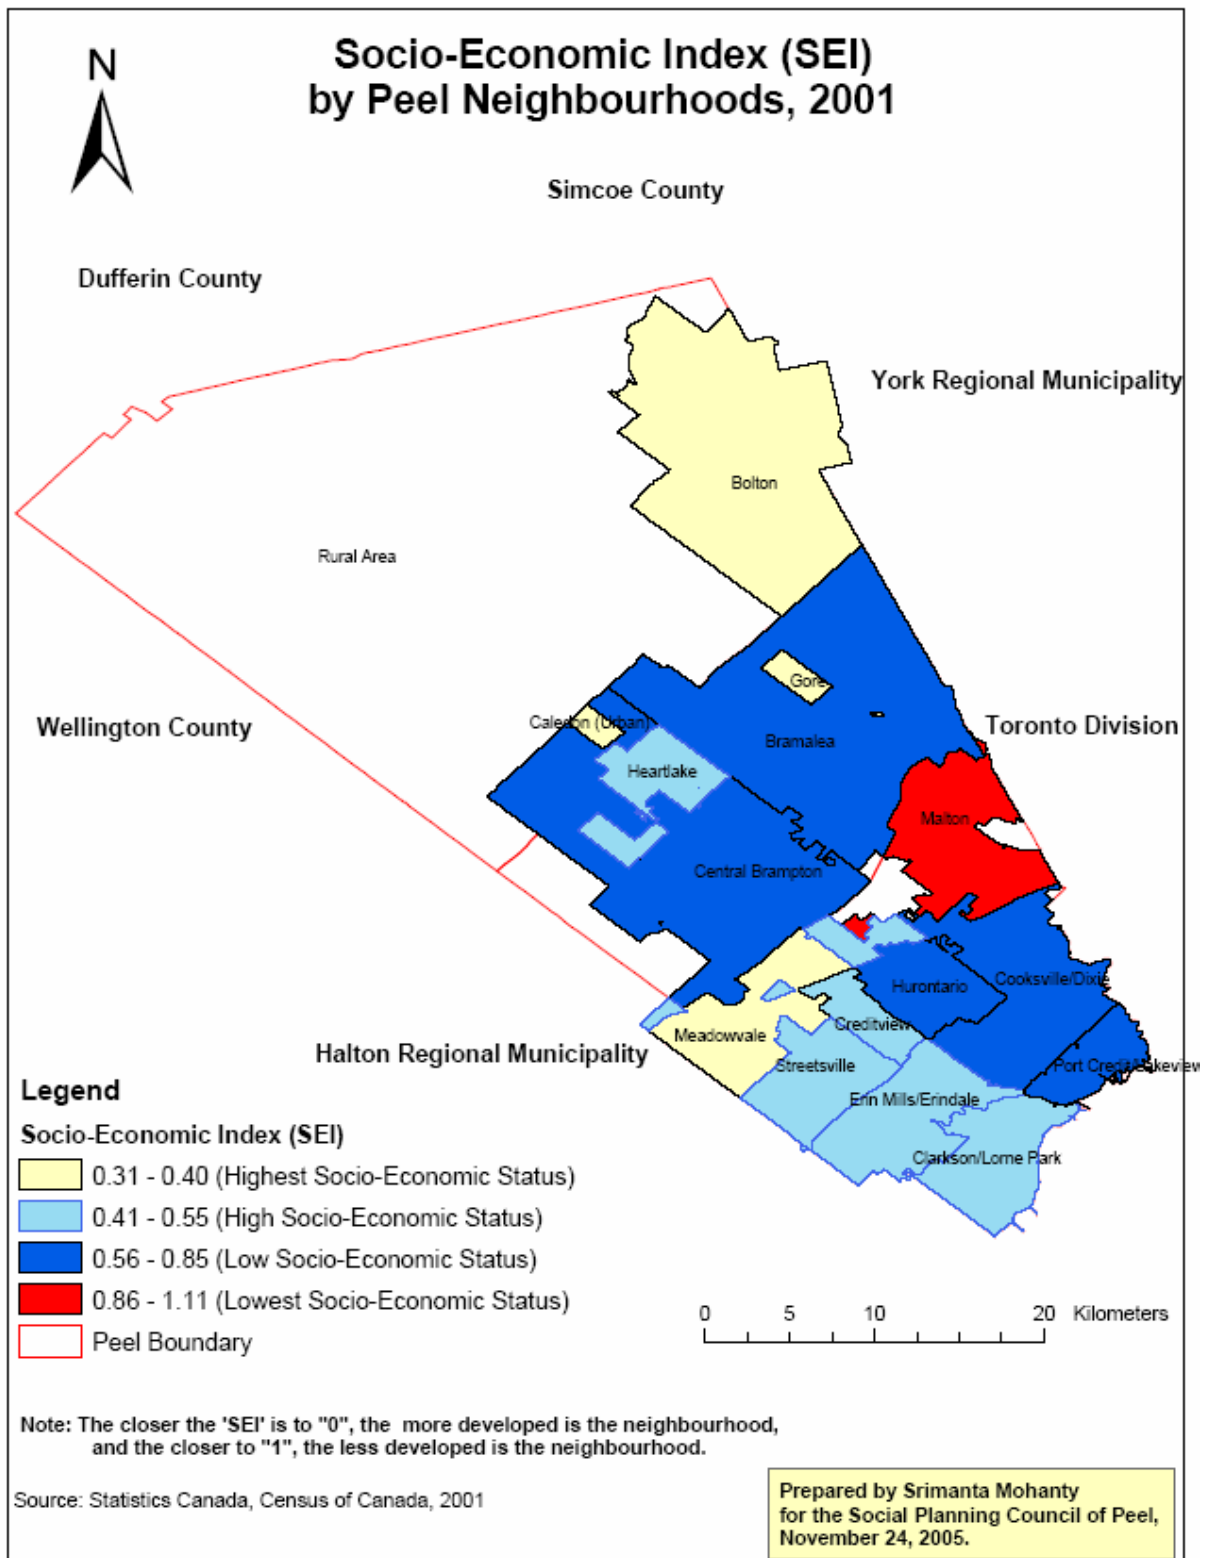 Socio-Economic Index (SEI)
by Peel Neighbourhoods, 2001
N
Simcoe County
Dufferin County
York Regional Municipality
Bolton
Rural Area
Gore
Caledon (Urban)
Wellington County
Toronto Division
Bramalea
Heartlake
Malton
Central Brampton
Cooksville/Dixie
Hurontario
Creditview
Meadowvale
Halton Regional Municipality
Streetsville
Port Credit/Lakeview
Erin Mills/Erindale
Clarkson/Lorne Park
Legend
Socio-Economic Index (SEI)
0.31 - 0.40 (Highest Socio-Economic Status)
0.41 - 0.55 (High Socio-Economic Status)
0.56 - 0.85 (Low Socio-Economic Status)
0.86 - 1.11 (Lowest Socio-Economic Status)
Peel Boundary
0 5 10 20 Kilometers
Note: The closer the 'SEI' is to "0", the more developed is the neighbourhood,
and the closer to "1", the less developed is the neighbourhood.
Source: Statistics Canada, Census of Canada, 2001
Prepared by Srimanta Mohanty
for the Social Planning Council of Peel,
November 24, 2005.